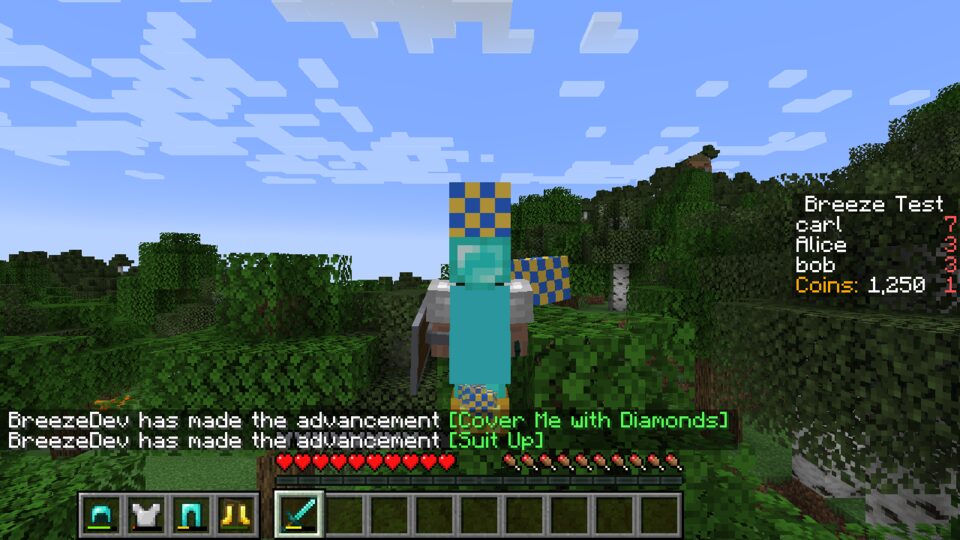 Breeze Test
carl 7
Alice 3
bob 3
Coins: 1,250 1
BreezeDev has made the advancement [Cover Me with Diamonds]
BreezeDev has made the advancement [Suit Up]